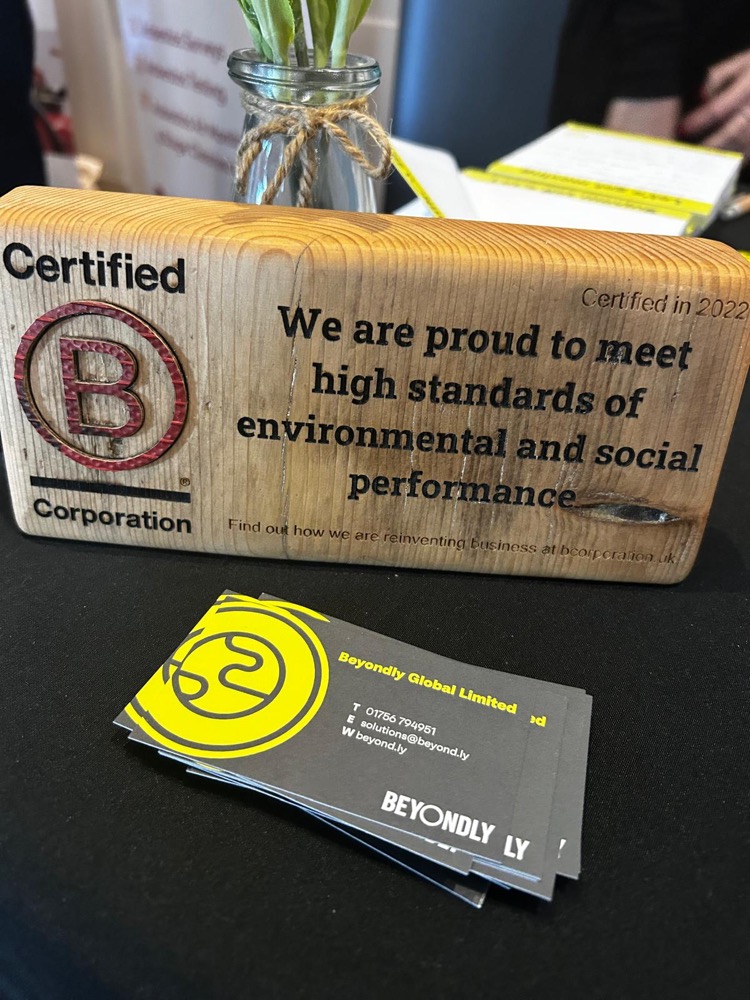 Certified
B
®
Corporation
Certified in 2022
We are proud to meet
high standards of
environmental and social
performance
Find out how we are reinventing business at bcorporation.uk
Beyondly Global Limited
T 01756 794951
E solutions@beyond.ly
W beyond.ly
BEYONDLY
ed
LY